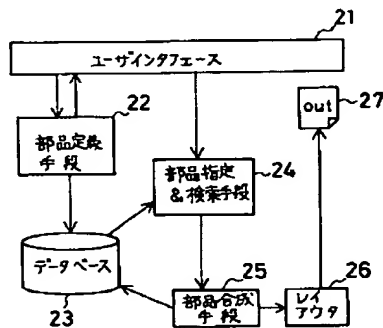 21
ユーザインタフェース
22
out
27
部品定義
手段
部品指定
&検索手段
24
データベース
23
25
部品合成
手段
26
レイ
アウタ